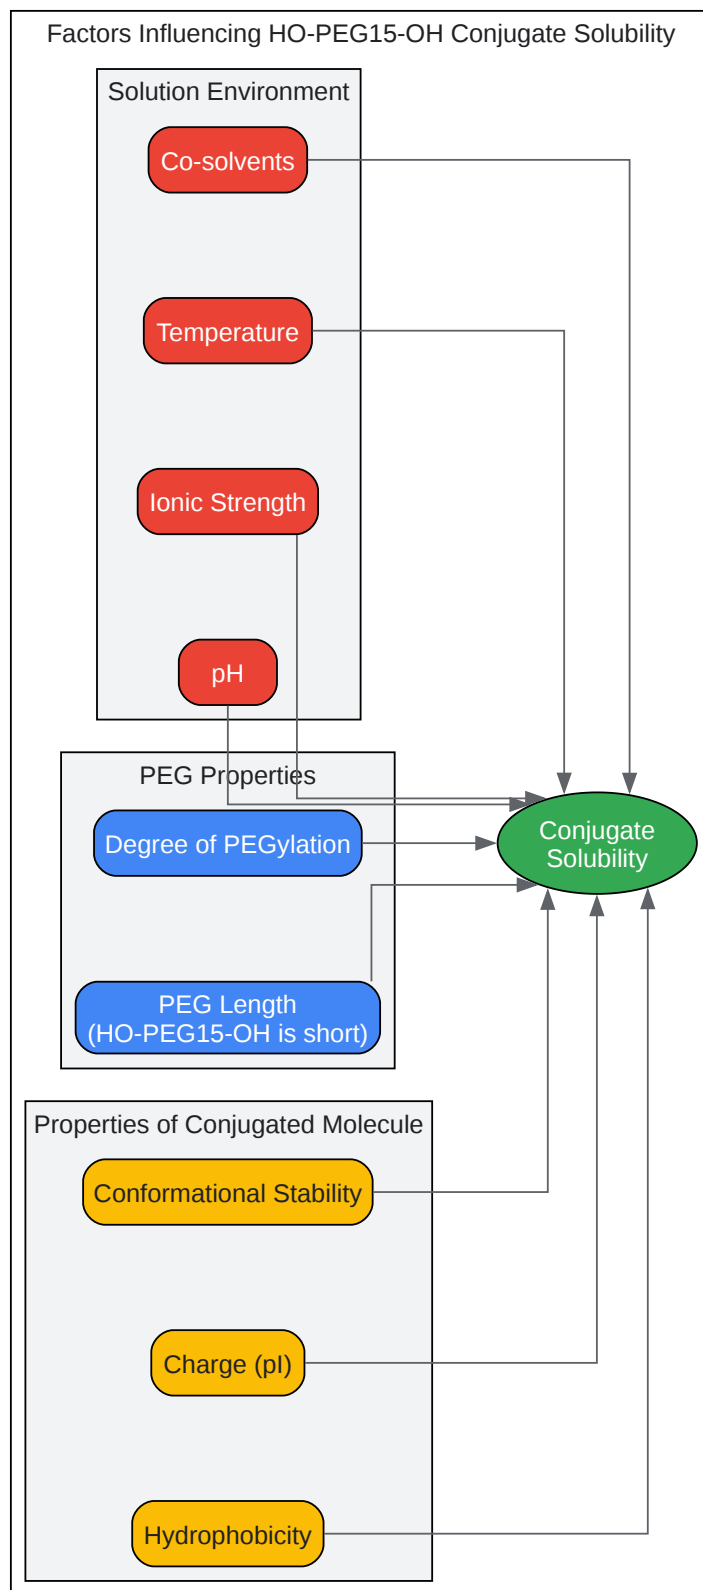 Factors Influencing HO-PEG15-OH Conjugate Solubility
Solution Environment
Co-solvents
Temperature
Ionic Strength
pH
PEG Properties
Degree of PEGylation
Conjugate
Solubility
PEG Length
(HO-PEG15-OH is short)
Properties of Conjugated Molecule
Conformational Stability
Charge (pI)
Hydrophobicity